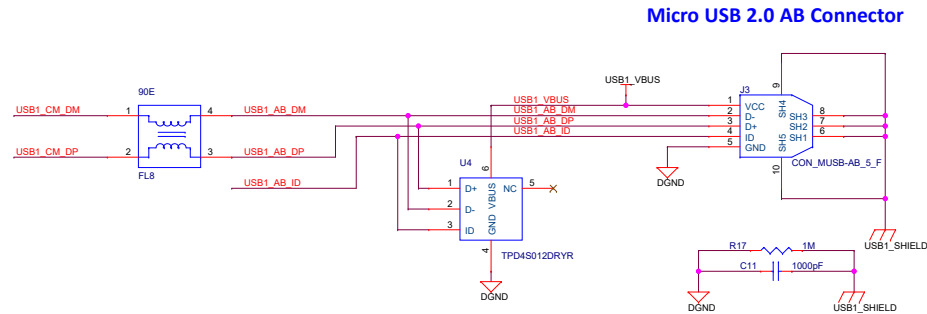 Micro USB 2.0 AB Connector
USB1_VBUS
90E
J3
9
USB1_CM_DM
1
4
USB1_AB_DM
USB1_VBUS
1
VCC
SH4
USB1_AB_DM
2
D-
SH3
8
USB1_AB_DP
3
D+
SH2
7
USB1_AB_ID
4
ID
SH1
6
5
GND
SH5
USB1_CM_DP
2
3
USB1_AB_DP
FL8
CON_MUSB-AB_5_F
10
DGND
U4
6
USB1_AB_ID
1
D+
VBUS
NC
5
2
D-
3
ID
GND
4
TPD4S012DRYR
DGND
USB1_SHIELD
R17
1M
C11
1000pF
DGND
USB1_SHIELD